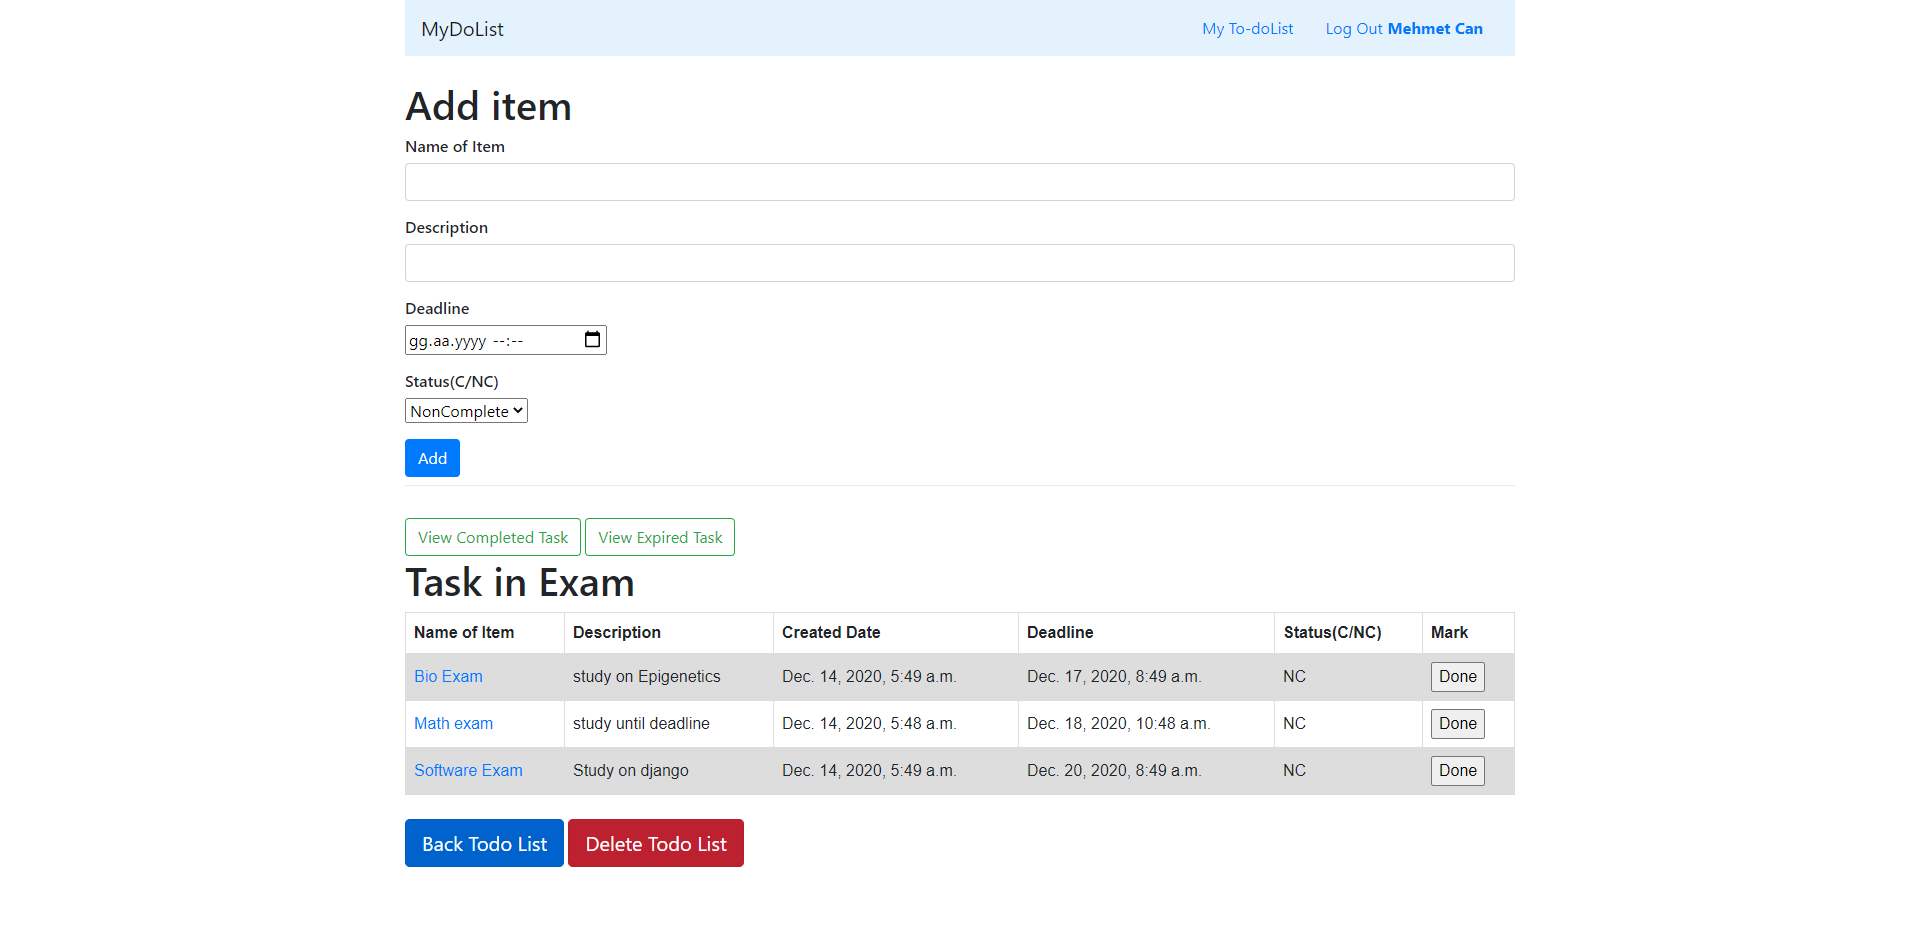 MyDoList My To-doList Log Out Mehmet Can
Add item
Name of Item
Description
Deadline
gg.aa.yyyy --:--
Status(C/NC)
NonComplete
Add
View Completed Task View Expired Task
Task in Exam
Name of Item Description Created Date Deadline Status(C/NC) Mark
Bio Exam study on Epigenetics Dec. 14, 2020, 5:49 a.m. Dec. 17, 2020, 8:49 a.m. NC Done
Math exam study until deadline Dec. 14, 2020, 5:48 a.m. Dec. 18, 2020, 10:48 a.m. NC Done
Software Exam Study on django Dec. 14, 2020, 5:49 a.m. Dec. 20, 2020, 8:49 a.m. NC Done
Back Todo List Delete Todo List